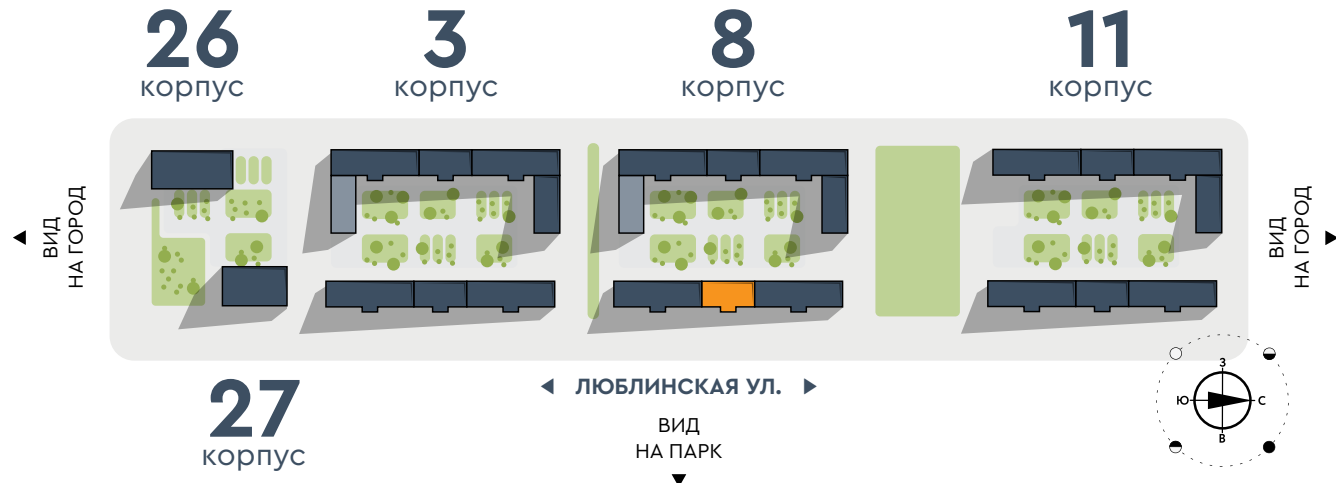 26
корпус
3
корпус
8
корпус
11
корпус
ВИД
НА ГОРОД
ВИД
НА ГОРОД
27
корпус
ЛЮБЛИНСКАЯ УЛ.
ВИД
НА ПАРК
З
Ю
С
В